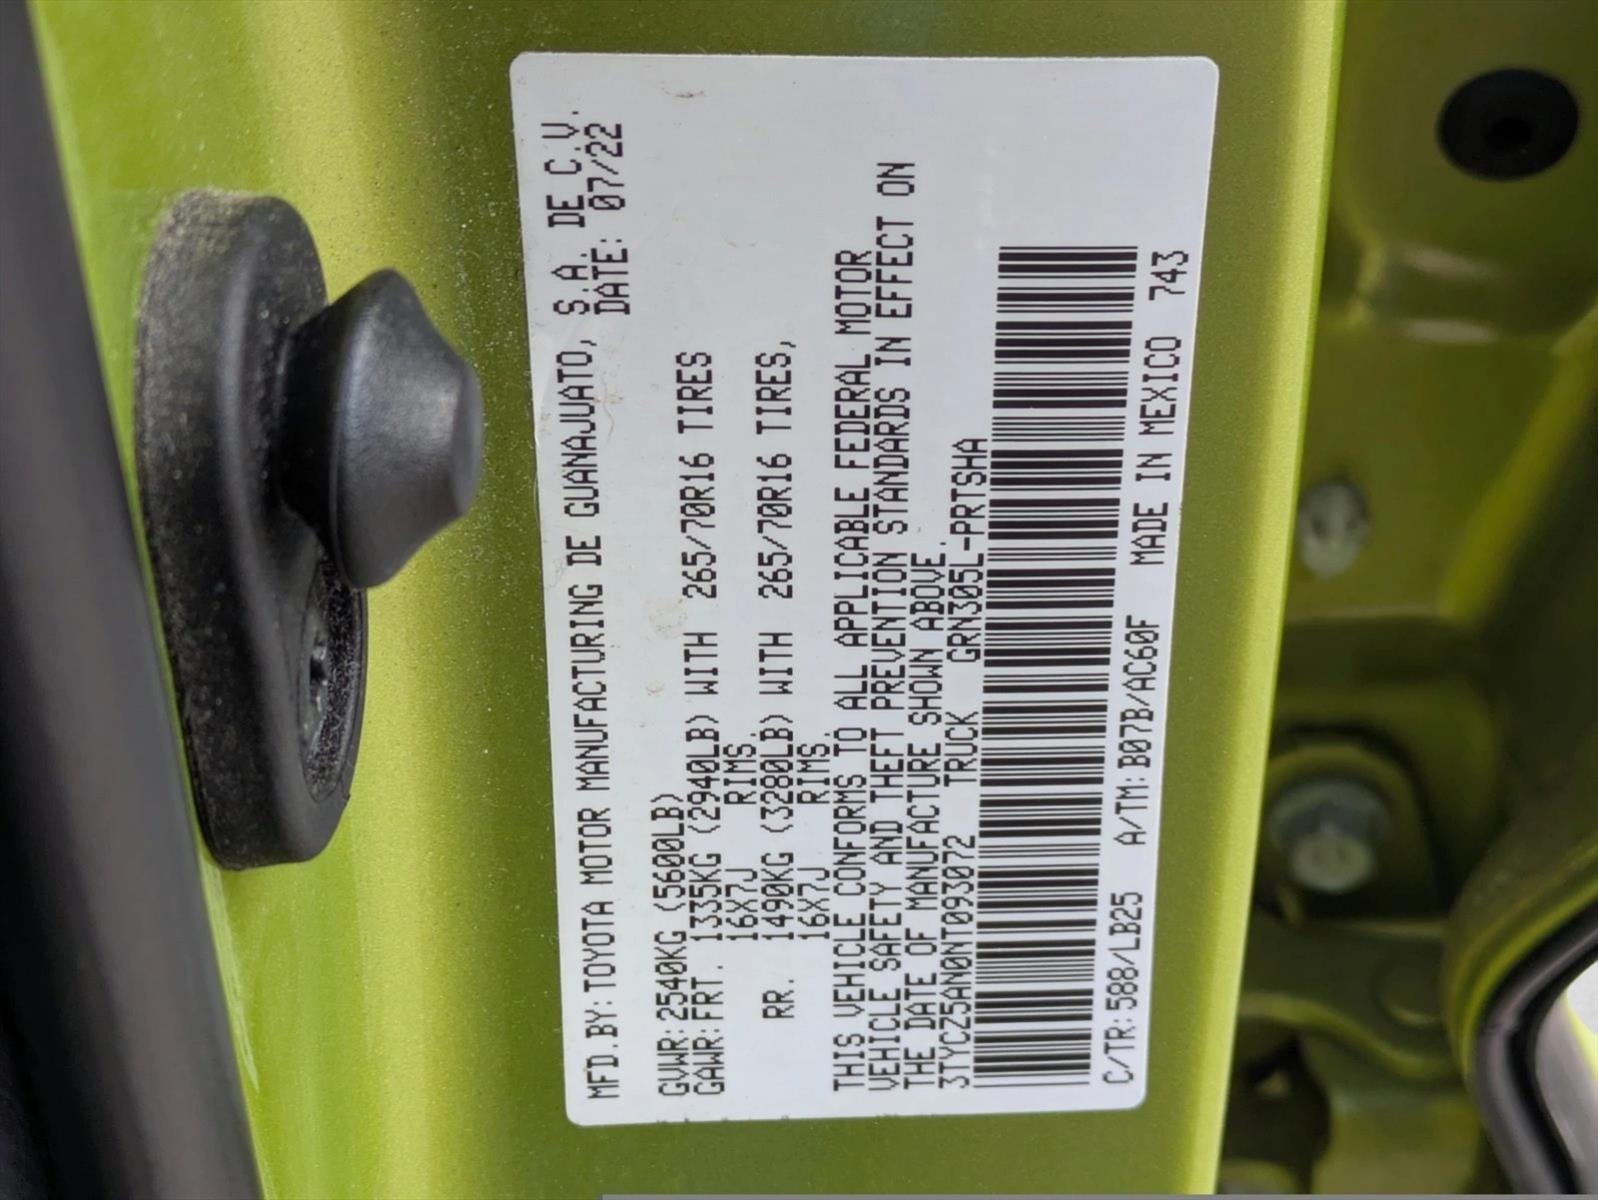 MFD.BY:TOYOTA MOTOR MANUFACTURING DE GUANAJUATO, S.A. DE C.V.
DATE: 07/22
GVWR:2540KG (5600LB)
GAWR:FRT. 1335KG (2940LB) WITH 265/70R16 TIRES
16X7J RIMS,
RR. 1490KG (3280LB) WITH 265/70R16 TIRES,
16X7J RIMS.
THIS VEHICLE CONFORMS TO ALL APPLICABLE FEDERAL MOTOR
VEHICLE SAFETY AND THEFT PREVENTION STANDARDS IN EFFECT ON
THE DATE OF MANUFACTURE SHOWN ABOVE.
3TYCZ5AN0NT093072 TRUCK GRN305L-PRTSHA
C/TR:588/LB25 A/TM:B07B/AC60F MADE IN MEXICO 743